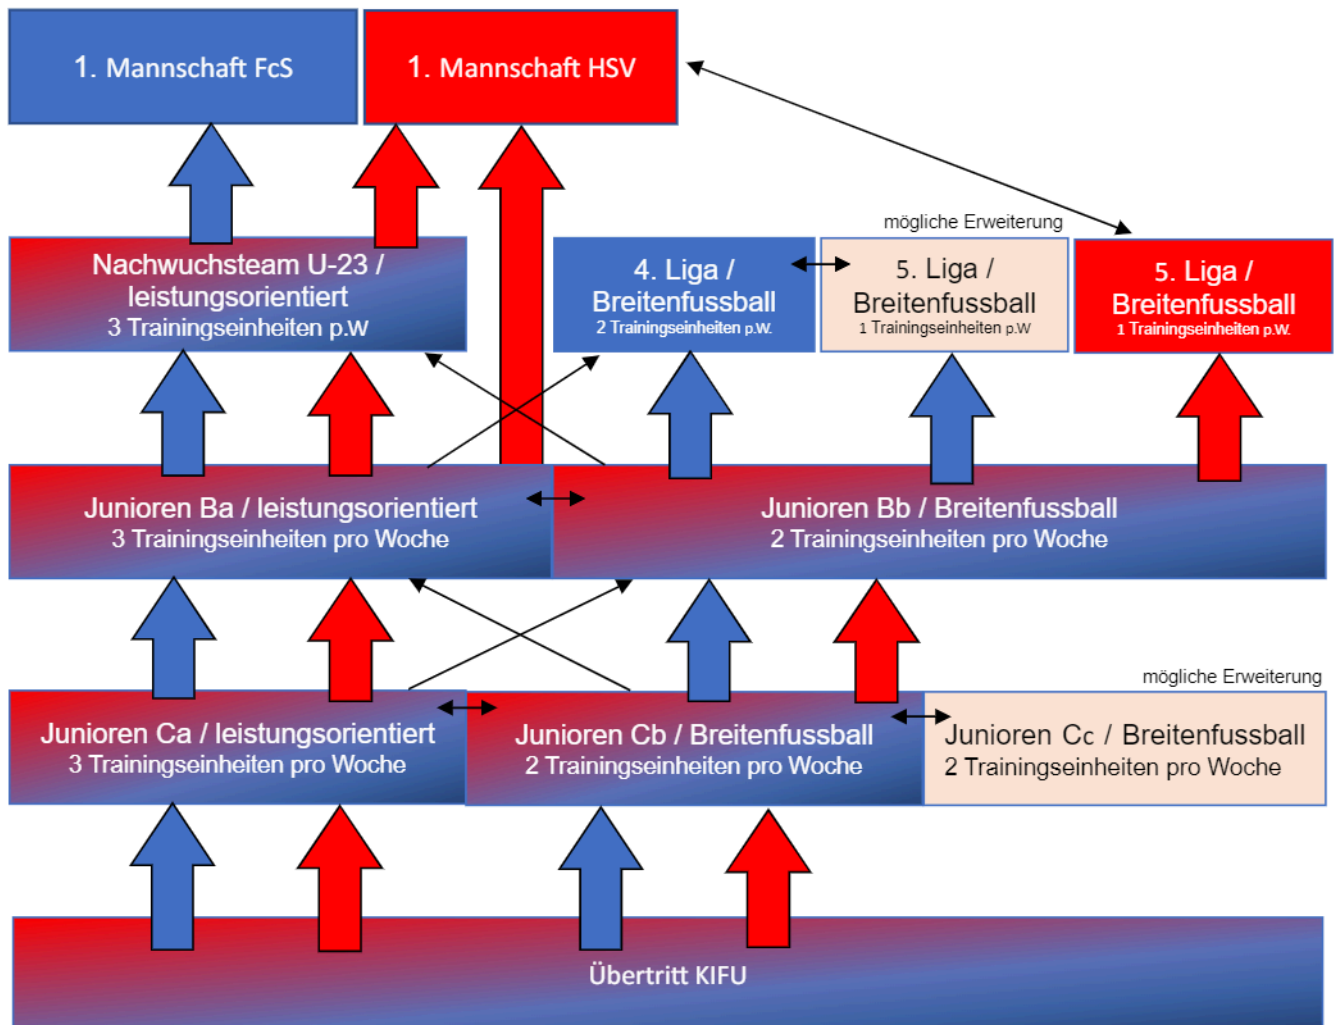 1. Mannschaft FcS
1. Mannschaft HSV
mögliche Erweiterung
Nachwuchsteam U-23 /
leistungsorientiert
3 Trainingseinheiten p.W
4. Liga /
Breitenfussball
2 Trainingseinheiten p.W.
5. Liga /
Breitenfussball
1 Trainingseinheiten p.W
5. Liga /
Breitenfussball
1 Trainingseinheiten p.W.
Junioren Ba / leistungsorientiert
3 Trainingseinheiten pro Woche
Junioren Bb / Breitenfussball
2 Trainingseinheiten pro Woche
mögliche Erweiterung
Junioren Ca / leistungsorientiert
3 Trainingseinheiten pro Woche
Junioren Cb / Breitenfussball
2 Trainingseinheiten pro Woche
Junioren Cc / Breitenfussball
2 Trainingseinheiten pro Woche
Übertritt KIFU